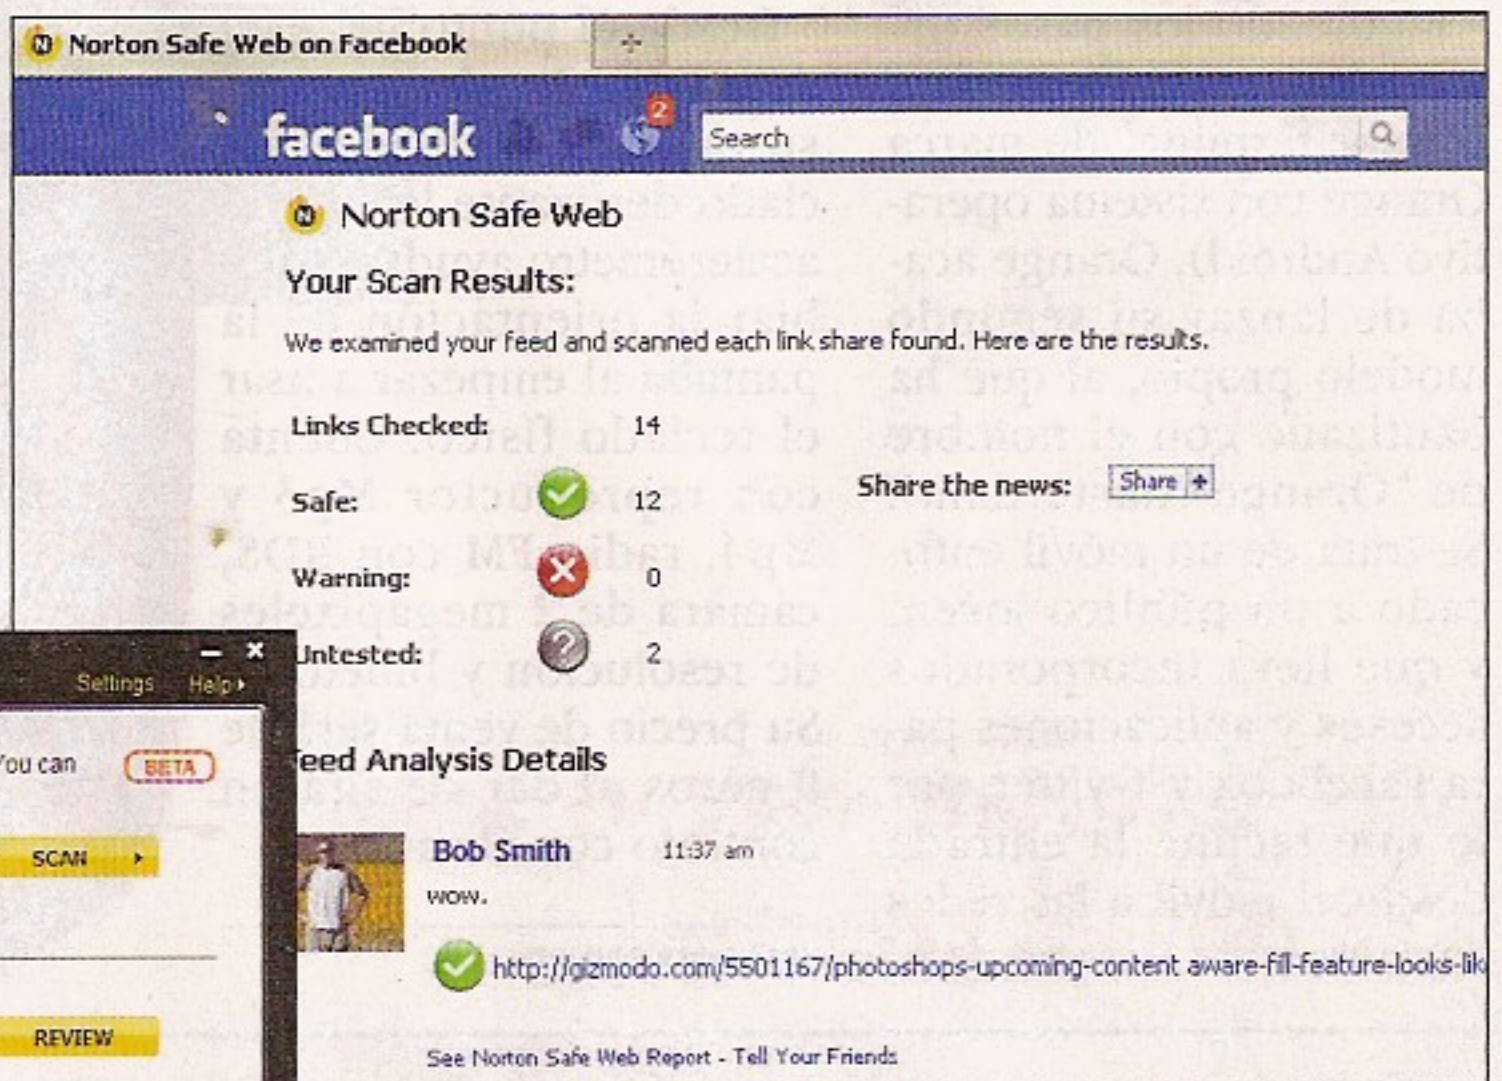 Norton Safe Web on Facebook
facebook 2 Search
Norton Safe Web
Your Scan Results:
We examined your feed and scanned each link share found. Here are the results.
Links Checked: 14
Safe: 12
Share the news: Share +
Warning: 0
Untested: 2
Settings Help
You can BETA
Feed Analysis Details
SCAN
Bob Smith 11:37 am
wow.
http://gizmodo.com/5501167/photoshops-upcoming-content aware-fill-feature-looks-lik
REVIEW
See Norton Safe Web Report - Tell Your Friends